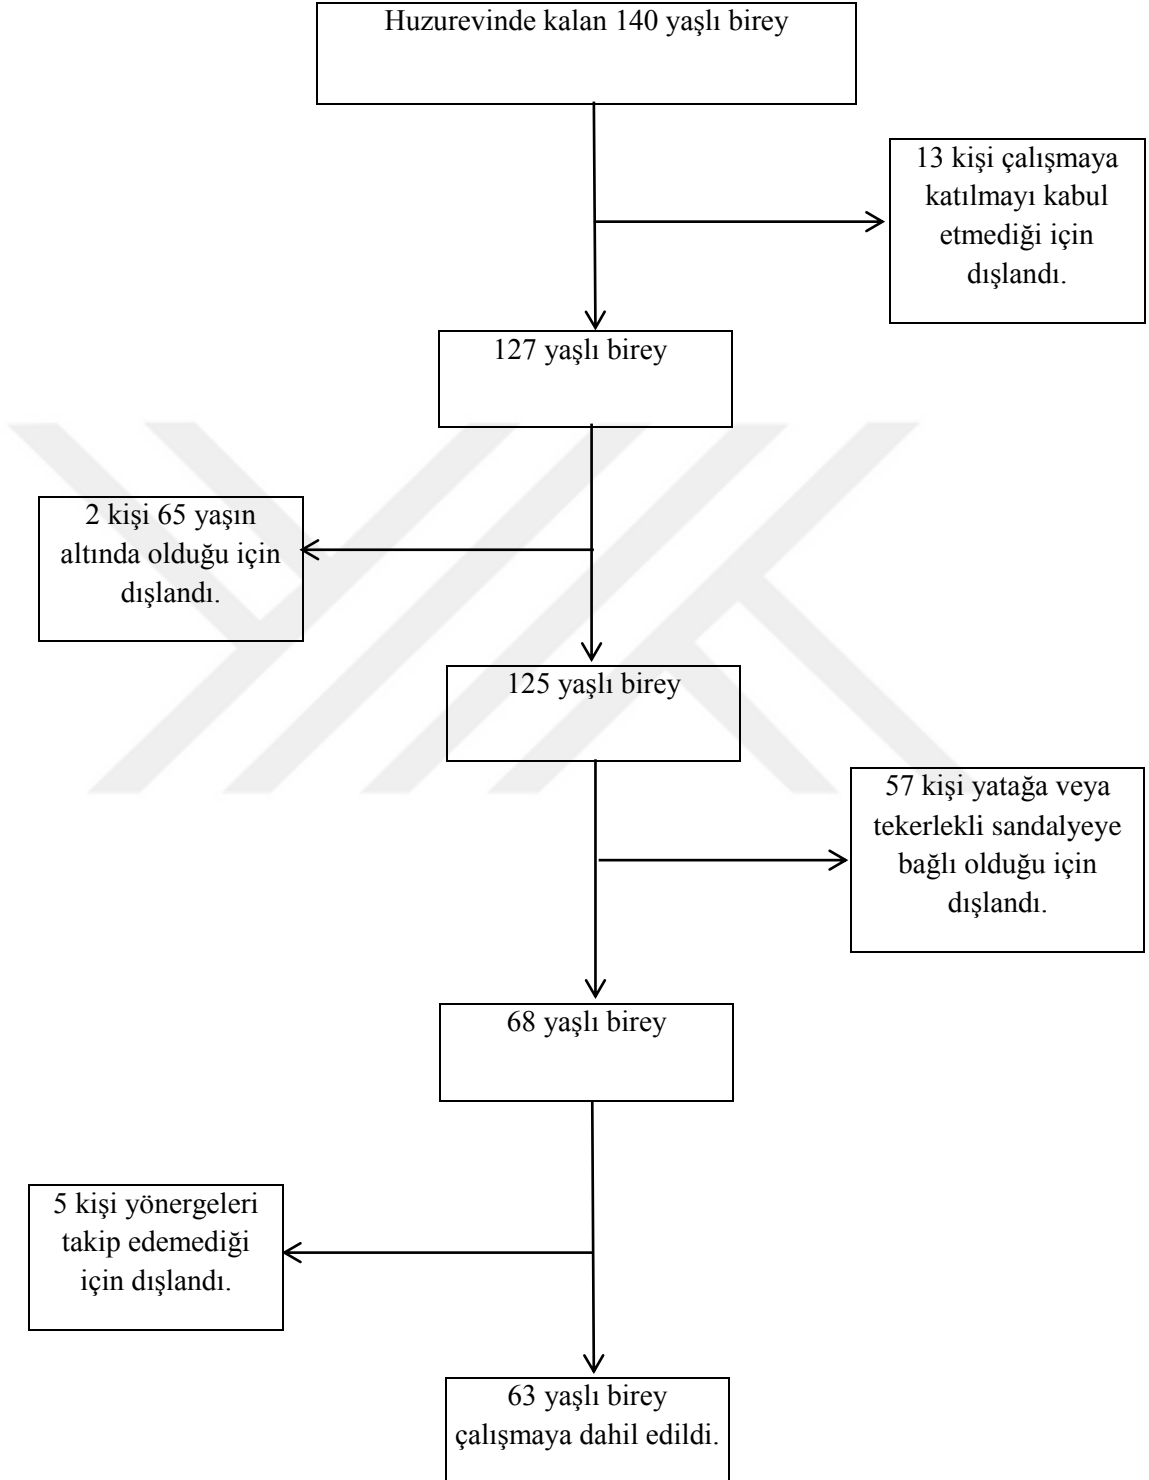 Huzurevinde kalan 140 yaşlı birey
13 kişi çalışmaya
katılmayı kabul
etmediği için
dışlandı.
127 yaşlı birey
2 kişi 65 yaşın
altında olduğu için
dışlandı.
125 yaşlı birey
57 kişi yatağa veya
tekerlekli sandalyeye
bağlı olduğu için
dışlandı.
68 yaşlı birey
5 kişi yönergeleri
takip edemediği
için dışlandı.
63 yaşlı birey
çalışmaya dahil edildi.